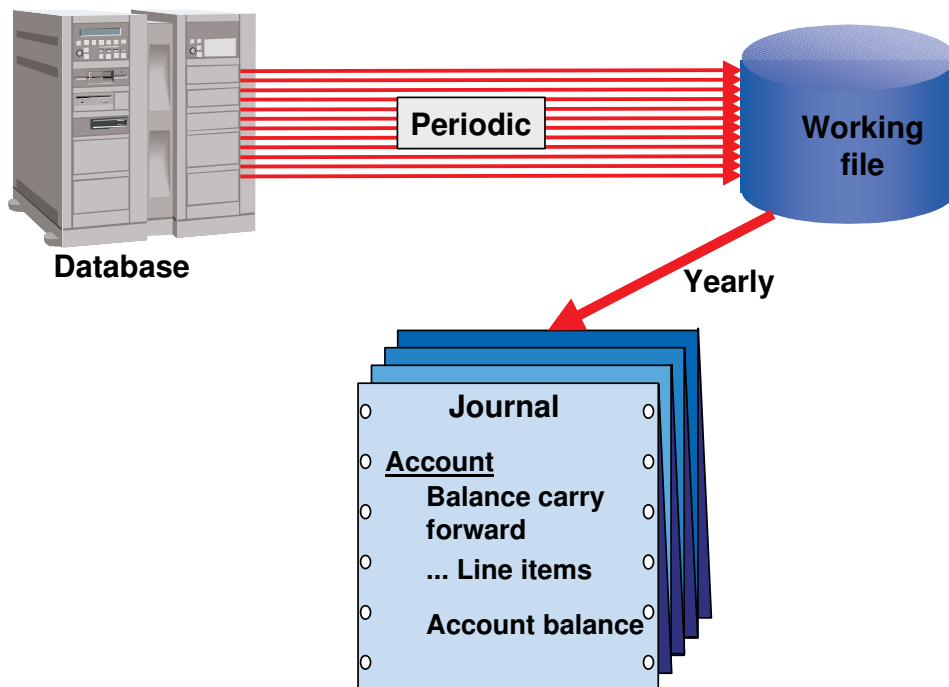 Periodic
Working
file
Database
Yearly
Journal
Account
Balance carry
forward
... Line items
Account balance